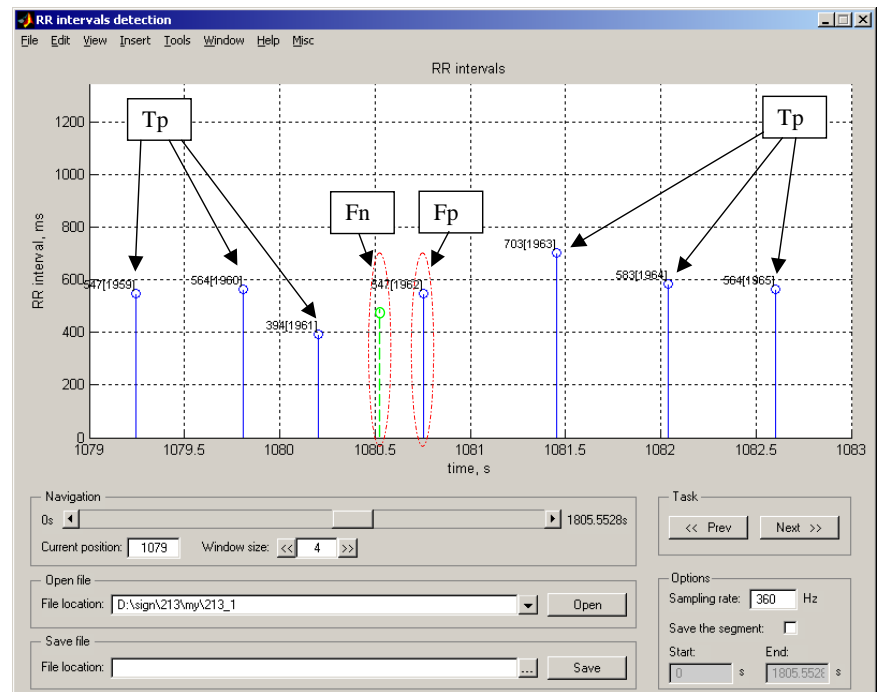 RR intervals detection
File Edit View Insert Tools Window Help Misc
RR intervals
1200
1000
800
600
400
200
0
RR interval, ms
Tp
Fn
Fp
Tp
547[1959]
564[1960]
394[1961]
547[1962]
703[1963]
583[1964]
564[1965]
1079 1079.5 1080 1080.5 1081 1081.5 1082 1082.5 1083
time, s
Navigation
0s 1805.5528s
Current position: 1079 Window size: << 4 >>
Task
<< Prev Next >>
Open file
File location: D:\sign\213\my\213_1 Open
Save file
File location: ... Save
Options
Sampling rate: 360 Hz
Save the segment:
Start: End:
0 s 1805.5528 s